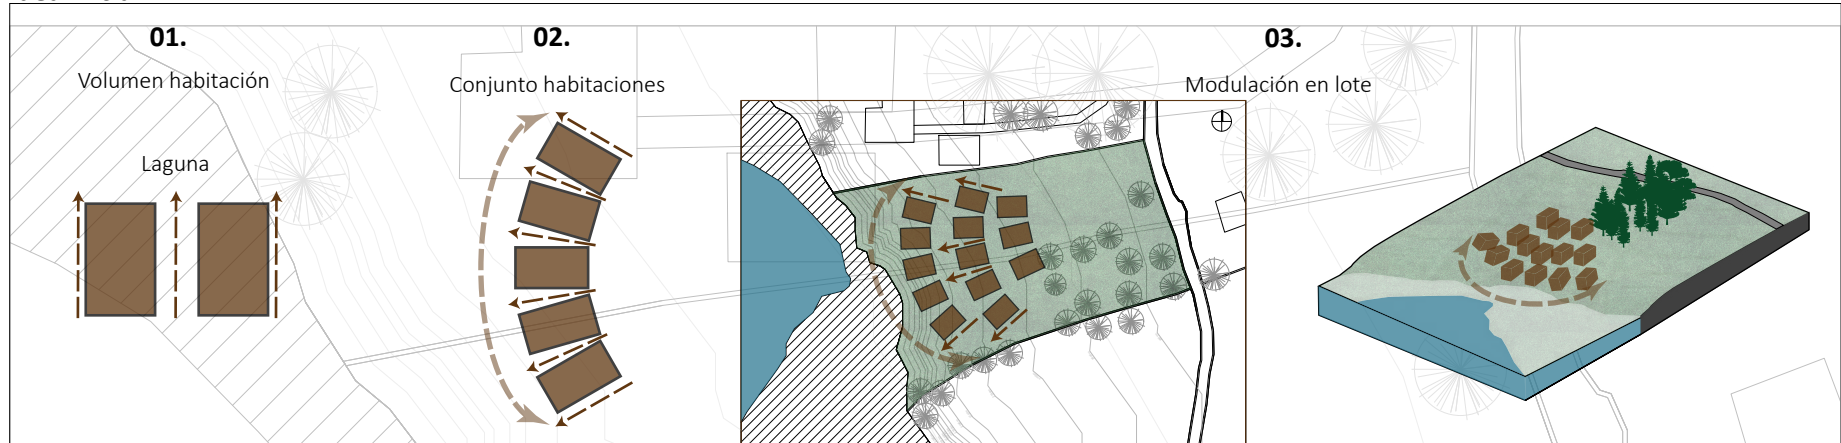 01.
Volumen habitación
Laguna
02.
Conjunto habitaciones
03.
Modulación en lote